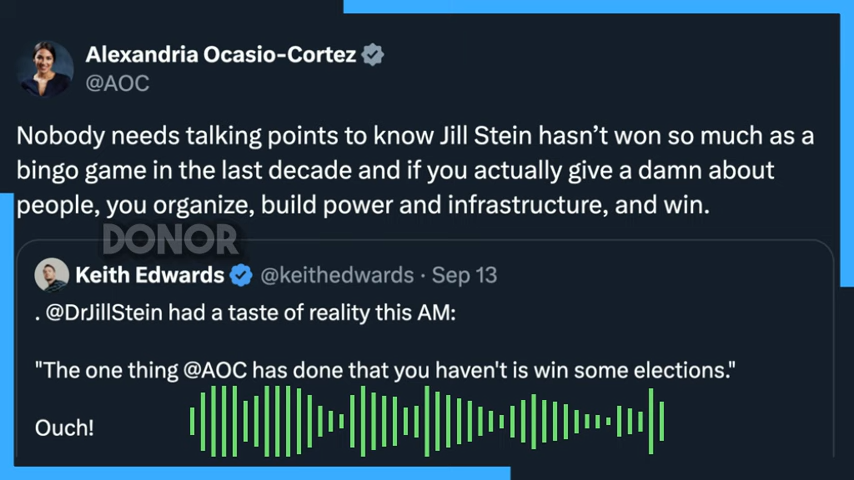 Alexandria Ocasio-Cortez
@AOC
Nobody needs talking points to know Jill Stein hasn’t won so much as a
bingo game in the last decade and if you actually give a damn about
people, you organize, build power and infrastructure, and win.
DONOR
Keith Edwards @keithedwards · Sep 13
. @DrJillStein had a taste of reality this AM:
"The one thing @AOC has done that you haven't is win some elections."
Ouch!